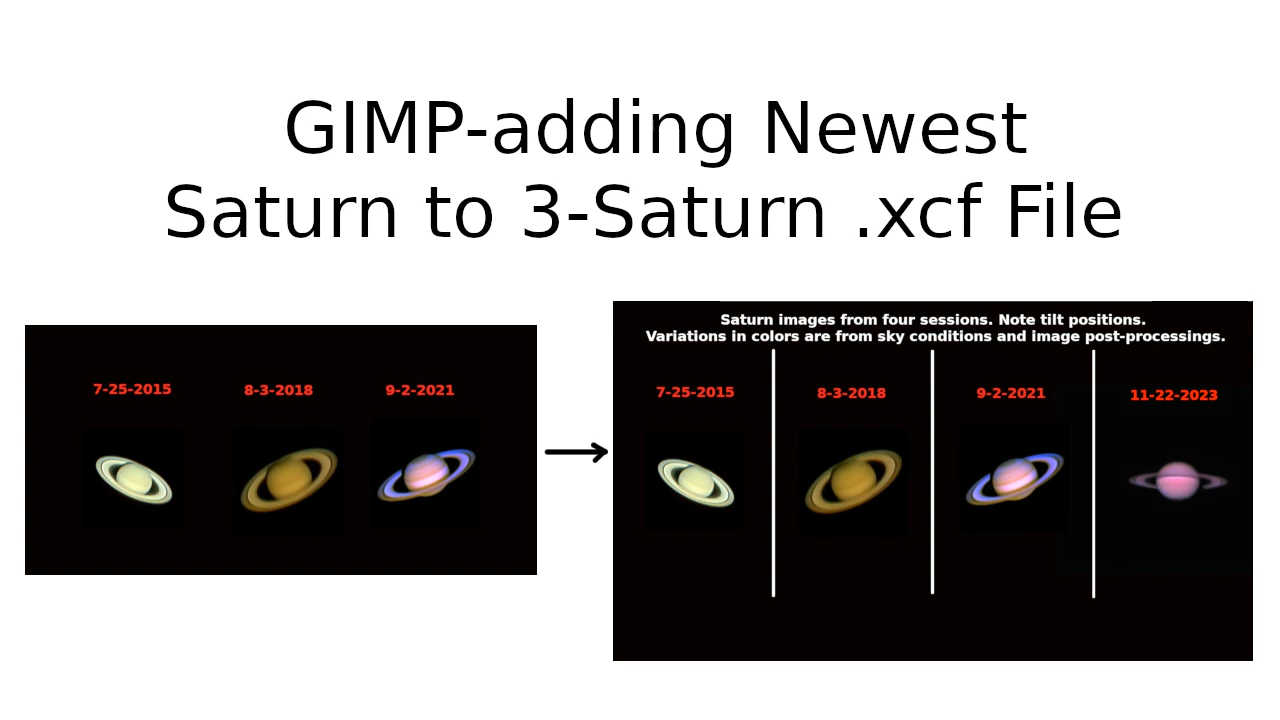 GIMP-adding Newest
Saturn to 3-Saturn .xcf File
7-25-2015 8-3-2018 9-2-2021
Saturn images from four sessions. Note tilt positions.
Variations in colors are from sky conditions and image post-processings.
7-25-2015 8-3-2018 9-2-2021 11-22-2023